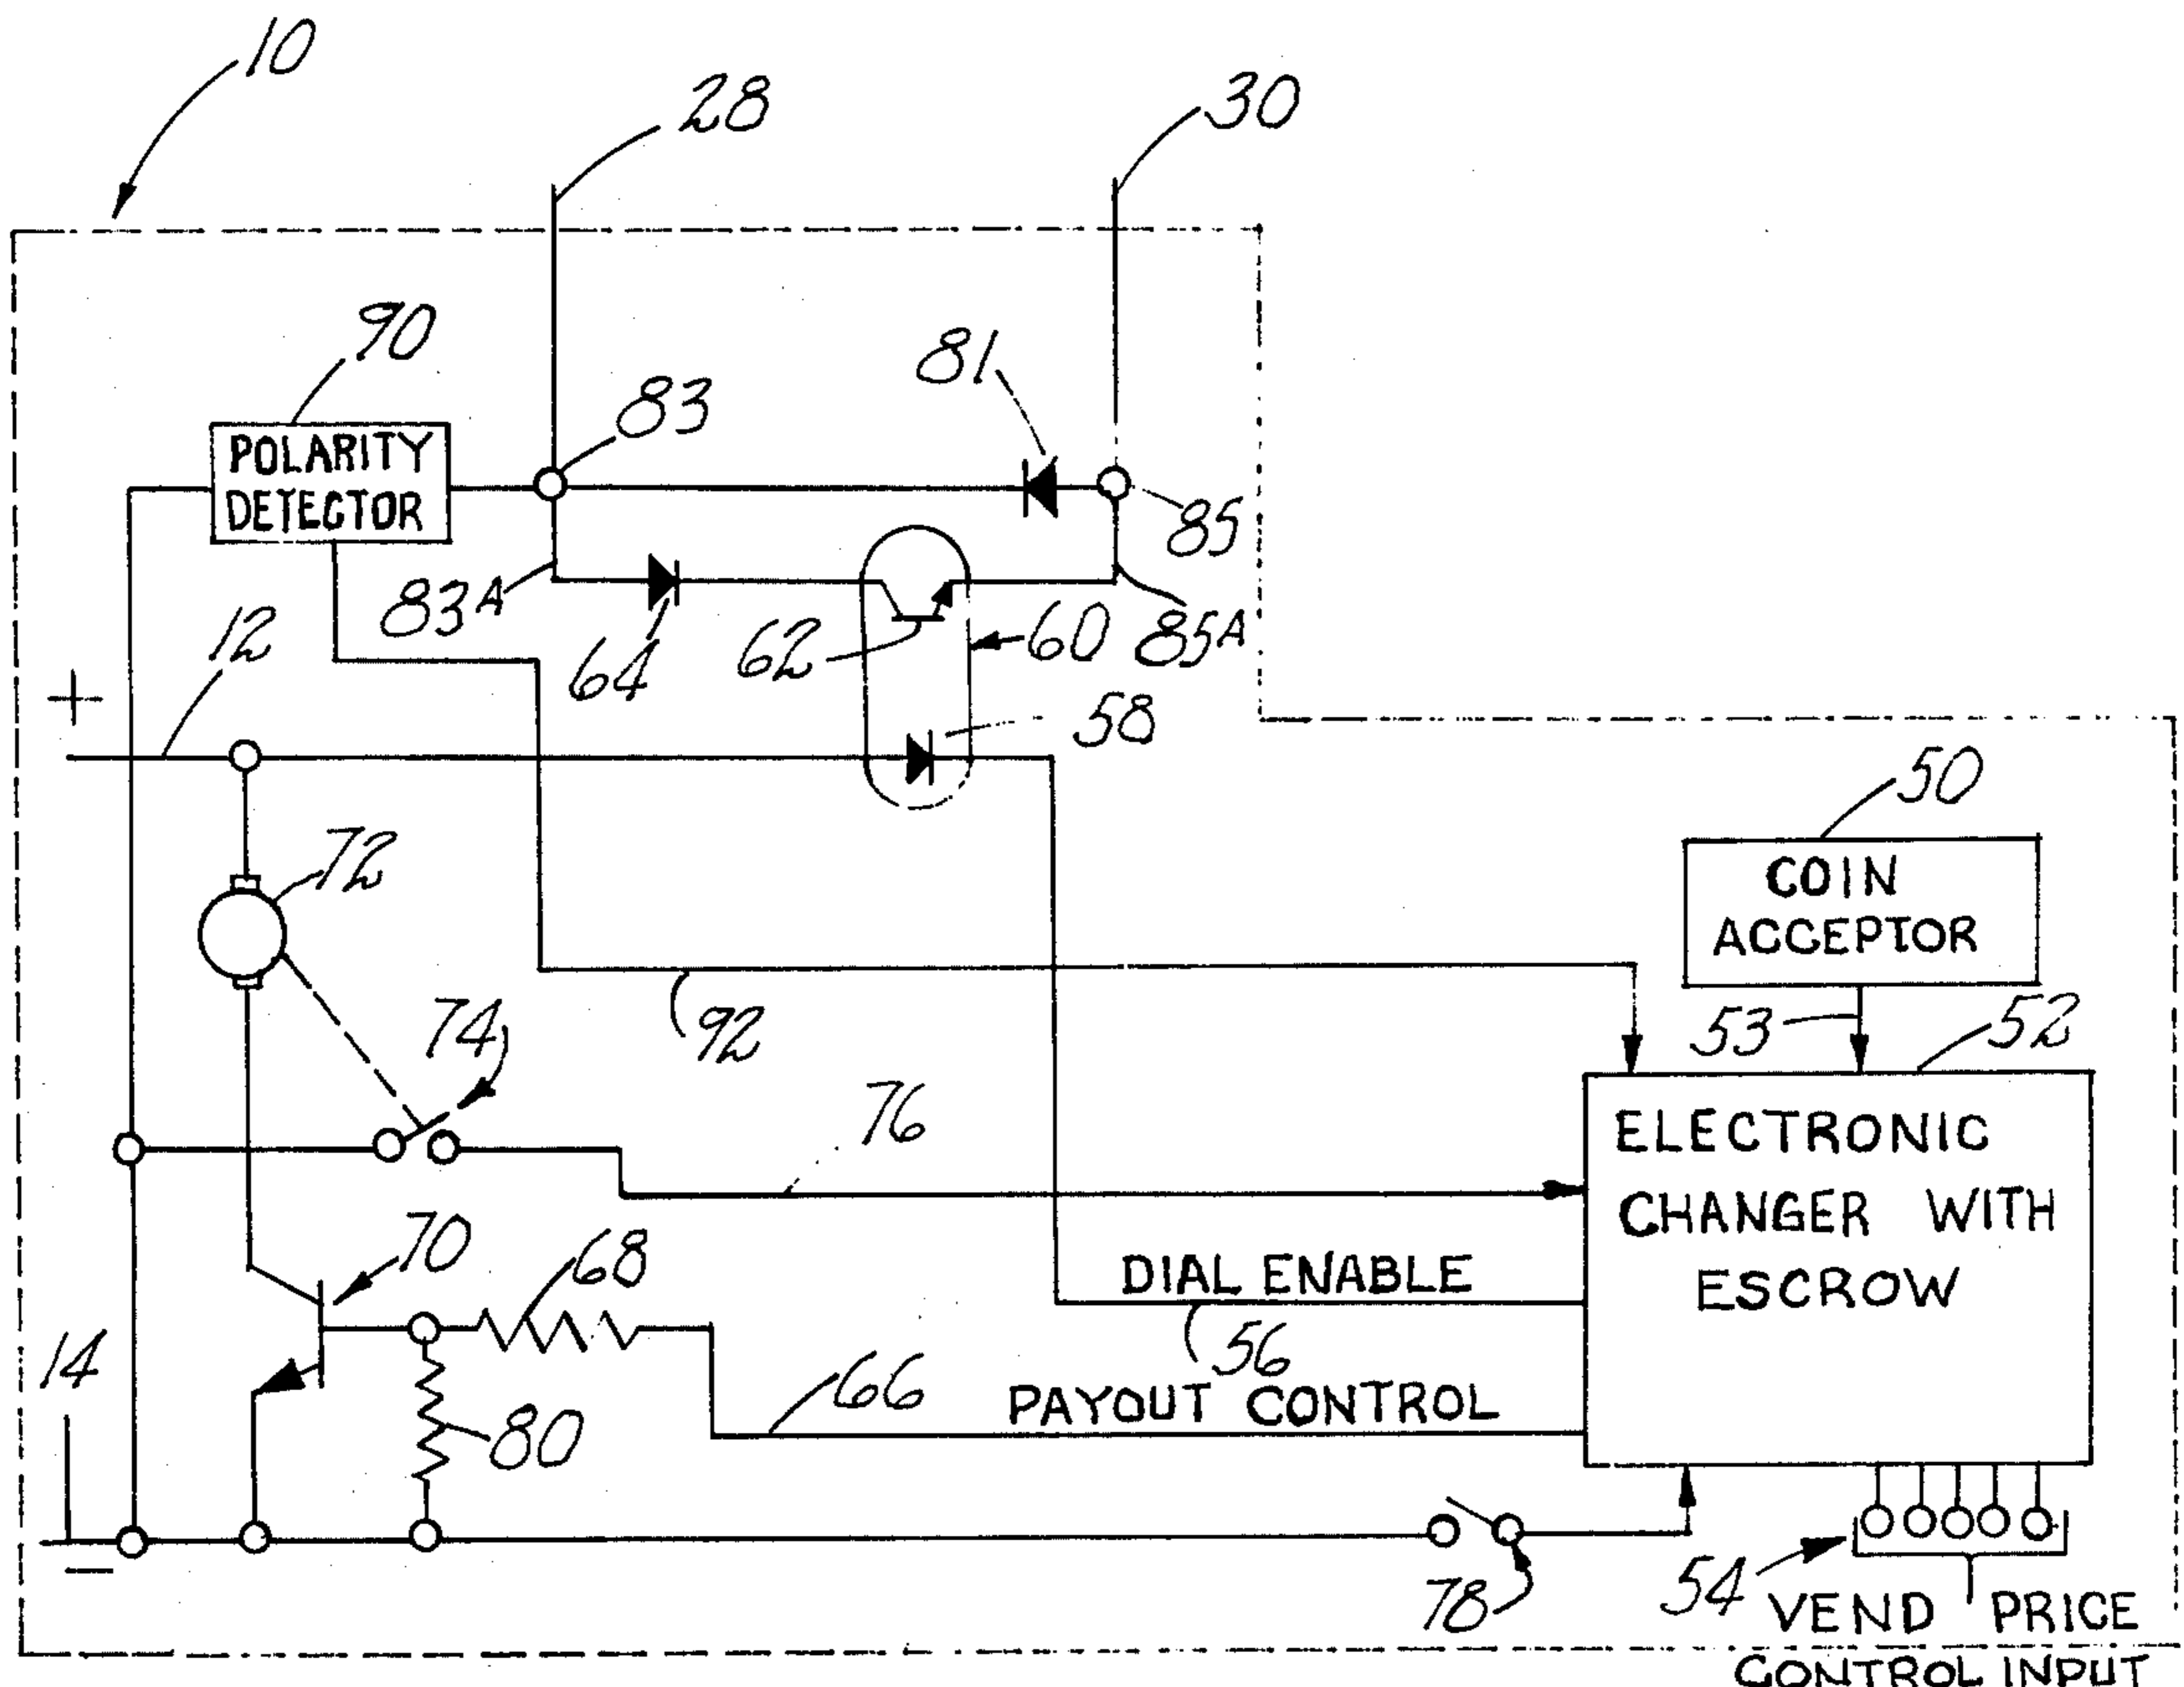 10
28
30
90
81
83
POLARITY
DETECTOR
85
83A
64
62
60
85A
12
+
58
50
72
COIN
ACCEPTOR
92
53
52
74
76
ELECTRONIC
CHANGER WITH
ESCROW
70
68
DIAL ENABLE
56
14
66
PAYOUT CONTROL
80
−
78
54
VEND PRICE
CONTROL INPUT